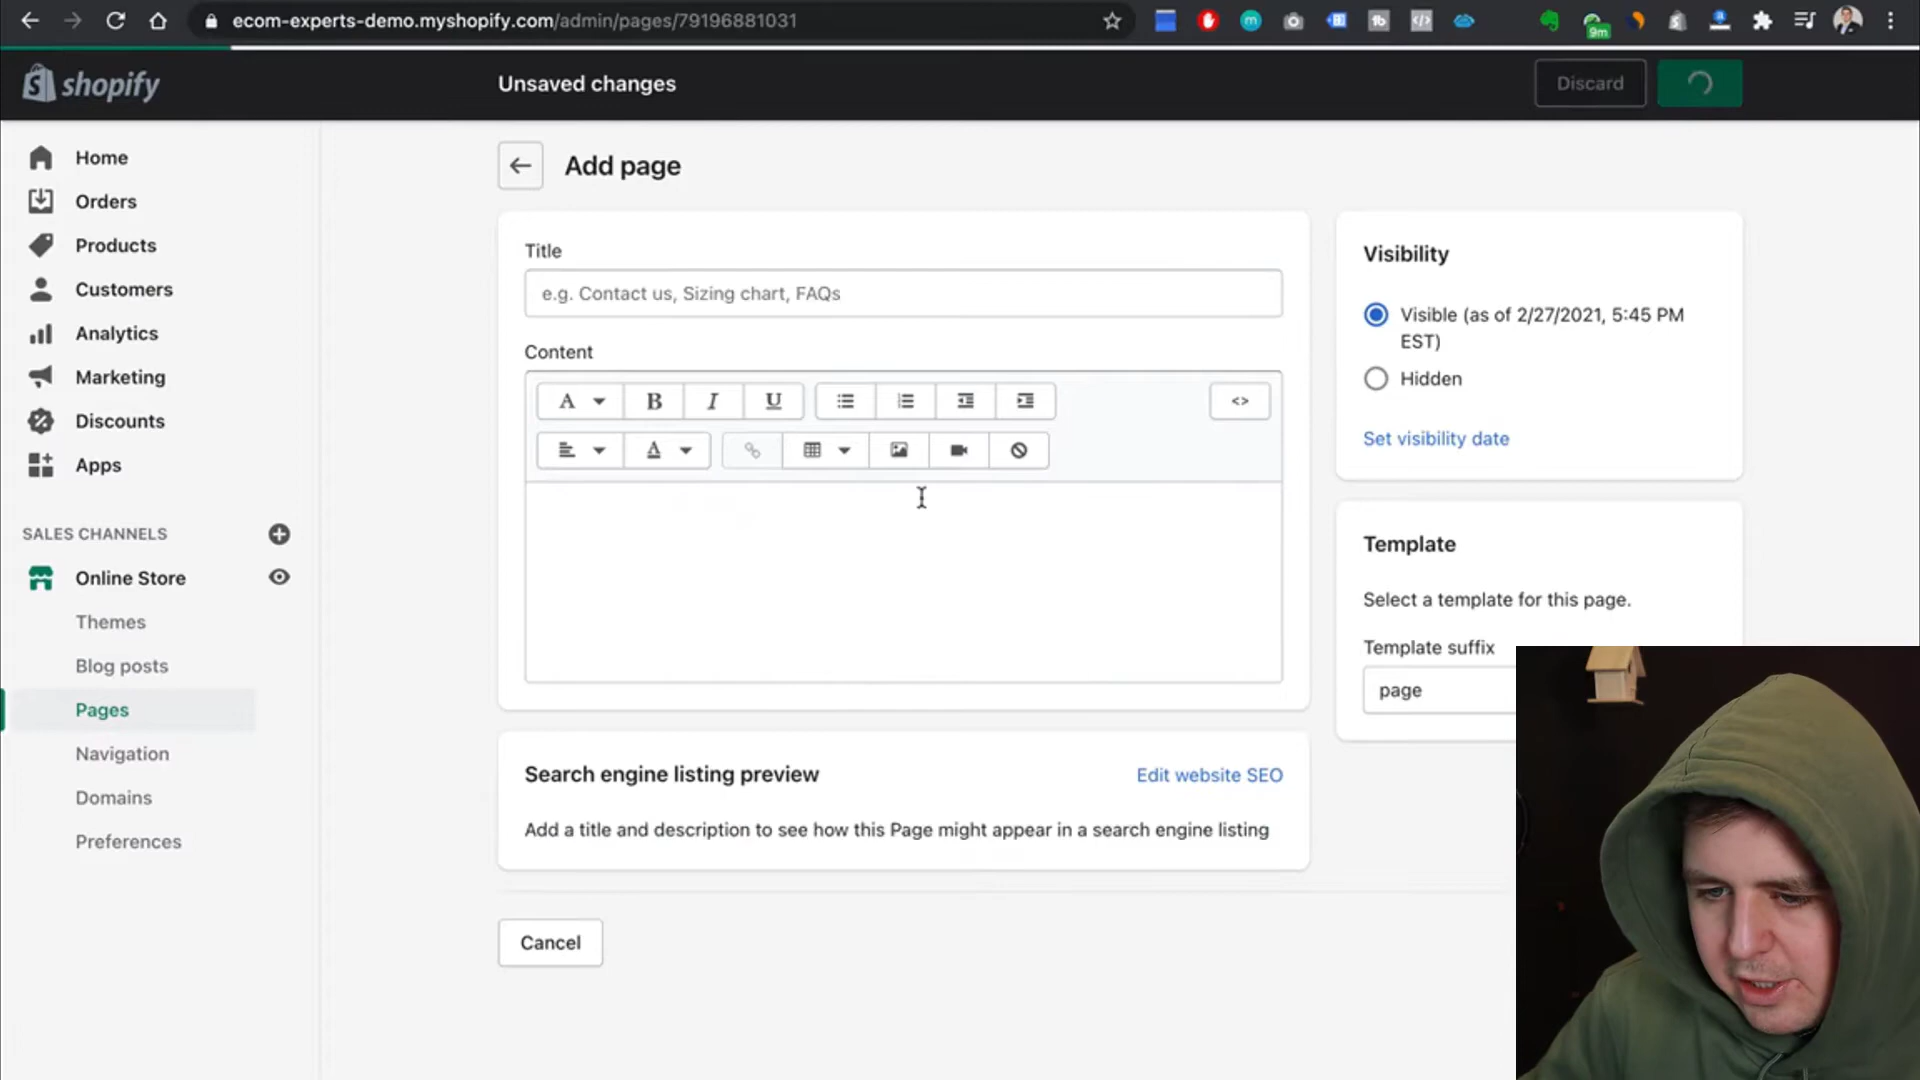 ecom-experts-demo.myshopify.com/admin/pages/79196881031
9m
shopify
Unsaved changes
Discard
Home
Orders
Products
Customers
Analytics
Marketing
Discounts
Apps
SALES CHANNELS
Online Store
Themes
Blog posts
Pages
Navigation
Domains
Preferences
Add page
Title
e.g. Contact us, Sizing chart, FAQs
Content
A B I U <>
A
Search engine listing preview
Edit website SEO
Add a title and description to see how this Page might appear in a search engine listing
Cancel
Visibility
Visible (as of 2/27/2021, 5:45 PM
EST)
Hidden
Set visibility date
Template
Select a template for this page.
Template suffix
page